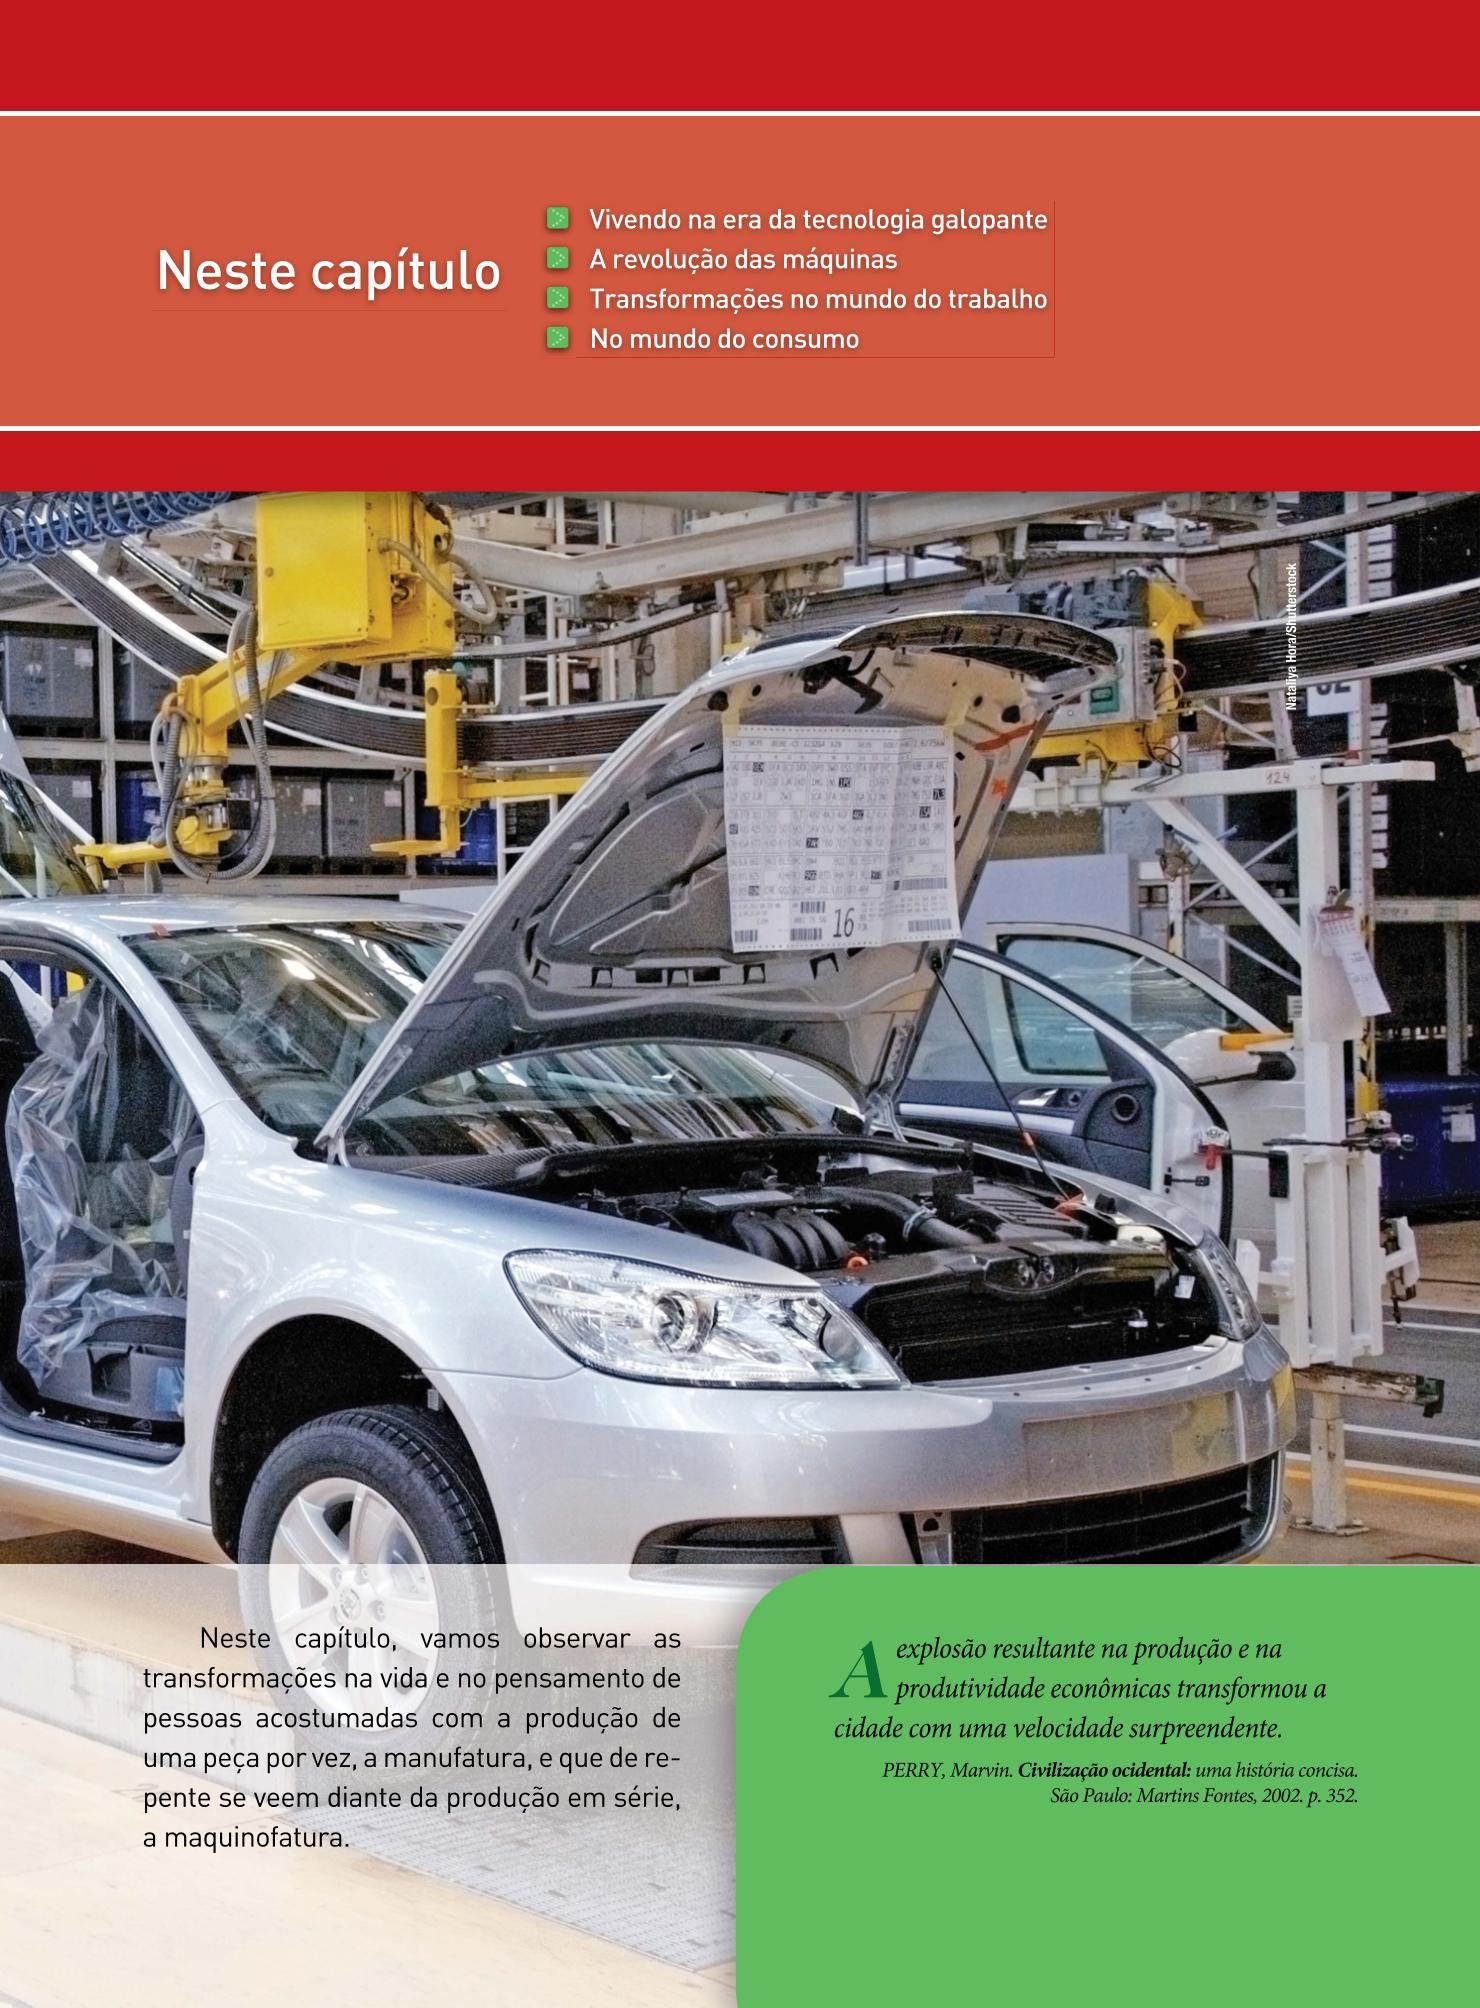 Neste capítulo
Vivendo na era da tecnologia galopante
A revolução das máquinas
Transformações no mundo do trabalho
No mundo do consumo
Nataliya Hora/Shutterstock
124
16
Neste capítulo, vamos observar as
transformações na vida e no pensamento de
pessoas acostumadas com a produção de
uma peça por vez, a manufatura, e que de re-
pente se veem diante da produção em série,
a maquinofatura.
A explosão resultante na produção e na
produtividade econômicas transformou a
cidade com uma velocidade surpreendente.
PERRY, Marvin. Civilização ocidental: uma história concisa.
São Paulo: Martins Fontes, 2002. p. 352.